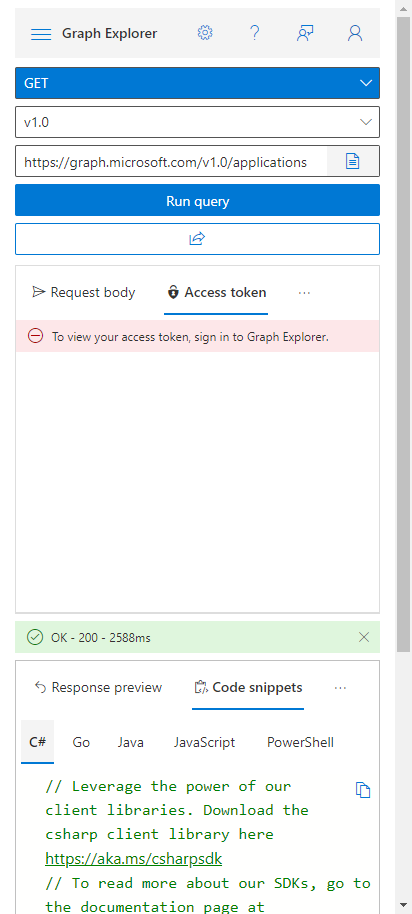 Graph Explorer
GET
v1.0
https://graph.microsoft.com/v1.0/applications
Run query
Request body
Access token
...
To view your access token, sign in to Graph Explorer.
OK - 200 - 2588ms
Response preview
Code snippets
...
C#
Go
Java
JavaScript
PowerShell
// Leverage the power of our
client libraries. Download the
csharp client library here
https://aka.ms/csharpsdk
// To read more about our SDKs, go to
the documentation page at